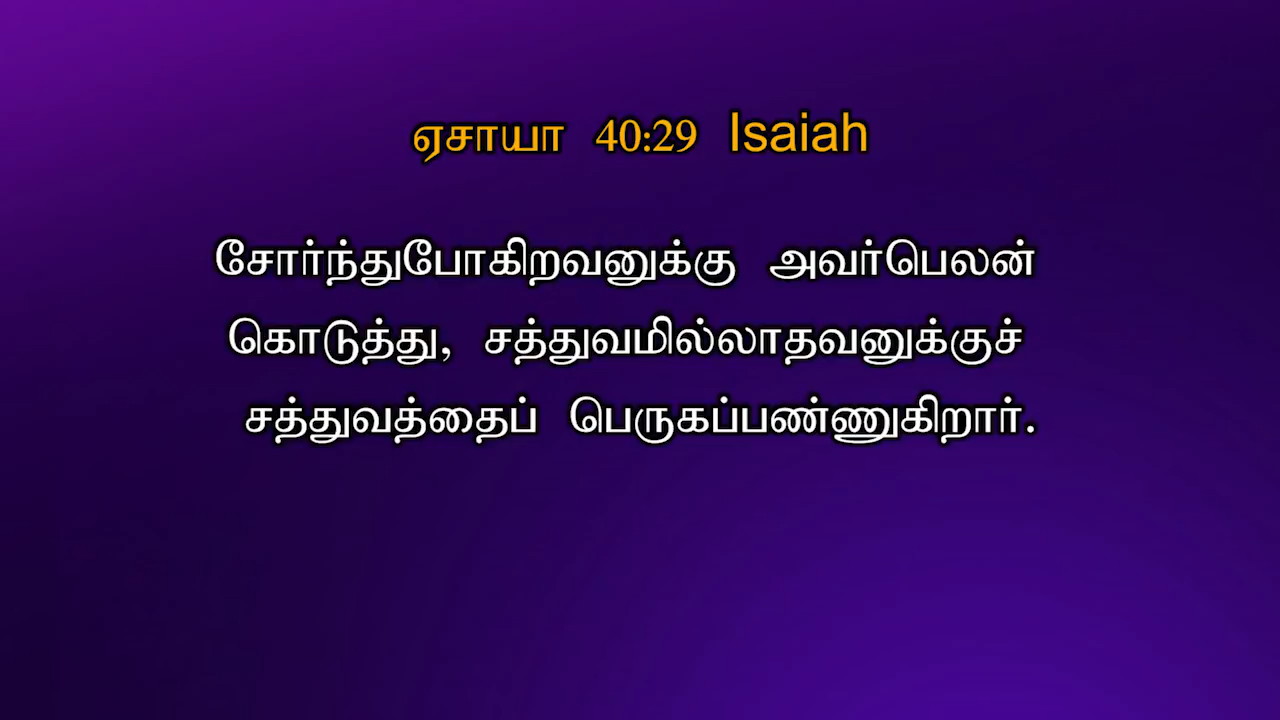 ஏசாயா 40:29 Isaiah
சோர்ந்துபோகிறவனுக்கு அவர்பெலன்
கொடுத்து, சத்துவமில்லாதவனுக்குச்
சத்துவத்தைப் பெருகப்பண்ணுகிறார்.